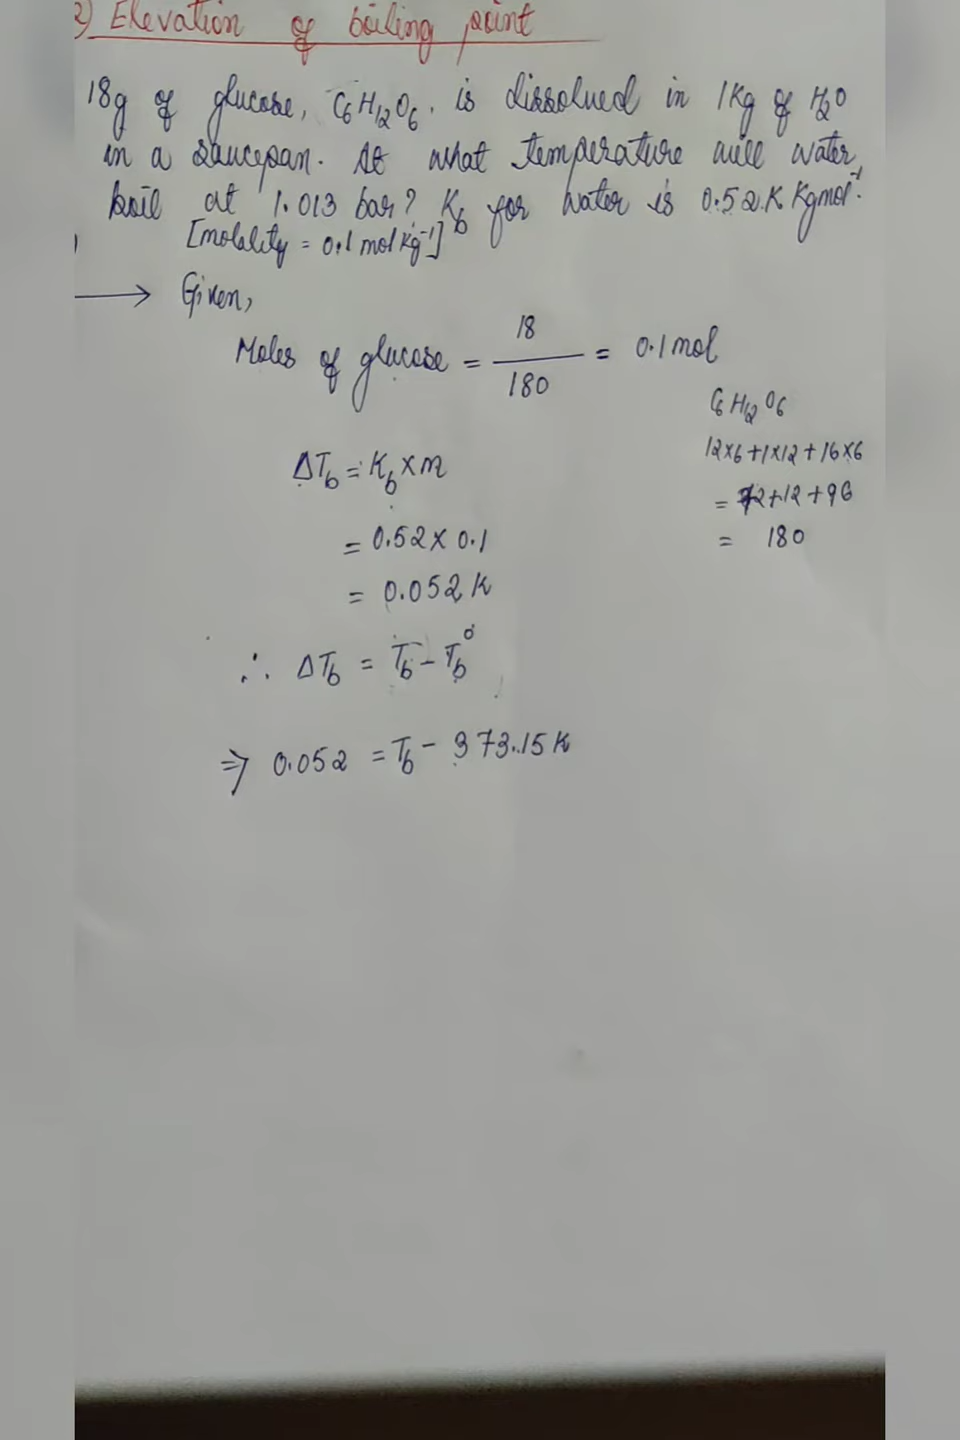 2) Elevation of boiling point
18g of glucose, C6H12O6. is dissolved in 1Kg of H2O
in a saucepan. At what temperature will water
boil at 1.013 bar? Kb for water is 0.52.K Kgmol⁻¹.
[molality = 0.1 mol kg⁻¹]
→ Given,
Moles of glucose = 18/180 = 0.1 mol
C6H12O6
12×6+1×12+16×6
= 72+12+96
= 180
ΔTb = Kb × m
= 0.52 × 0.1
= 0.052 K
∴ ΔTb = Tb - Tb°
⇒ 0.052 = Tb - 373.15 K